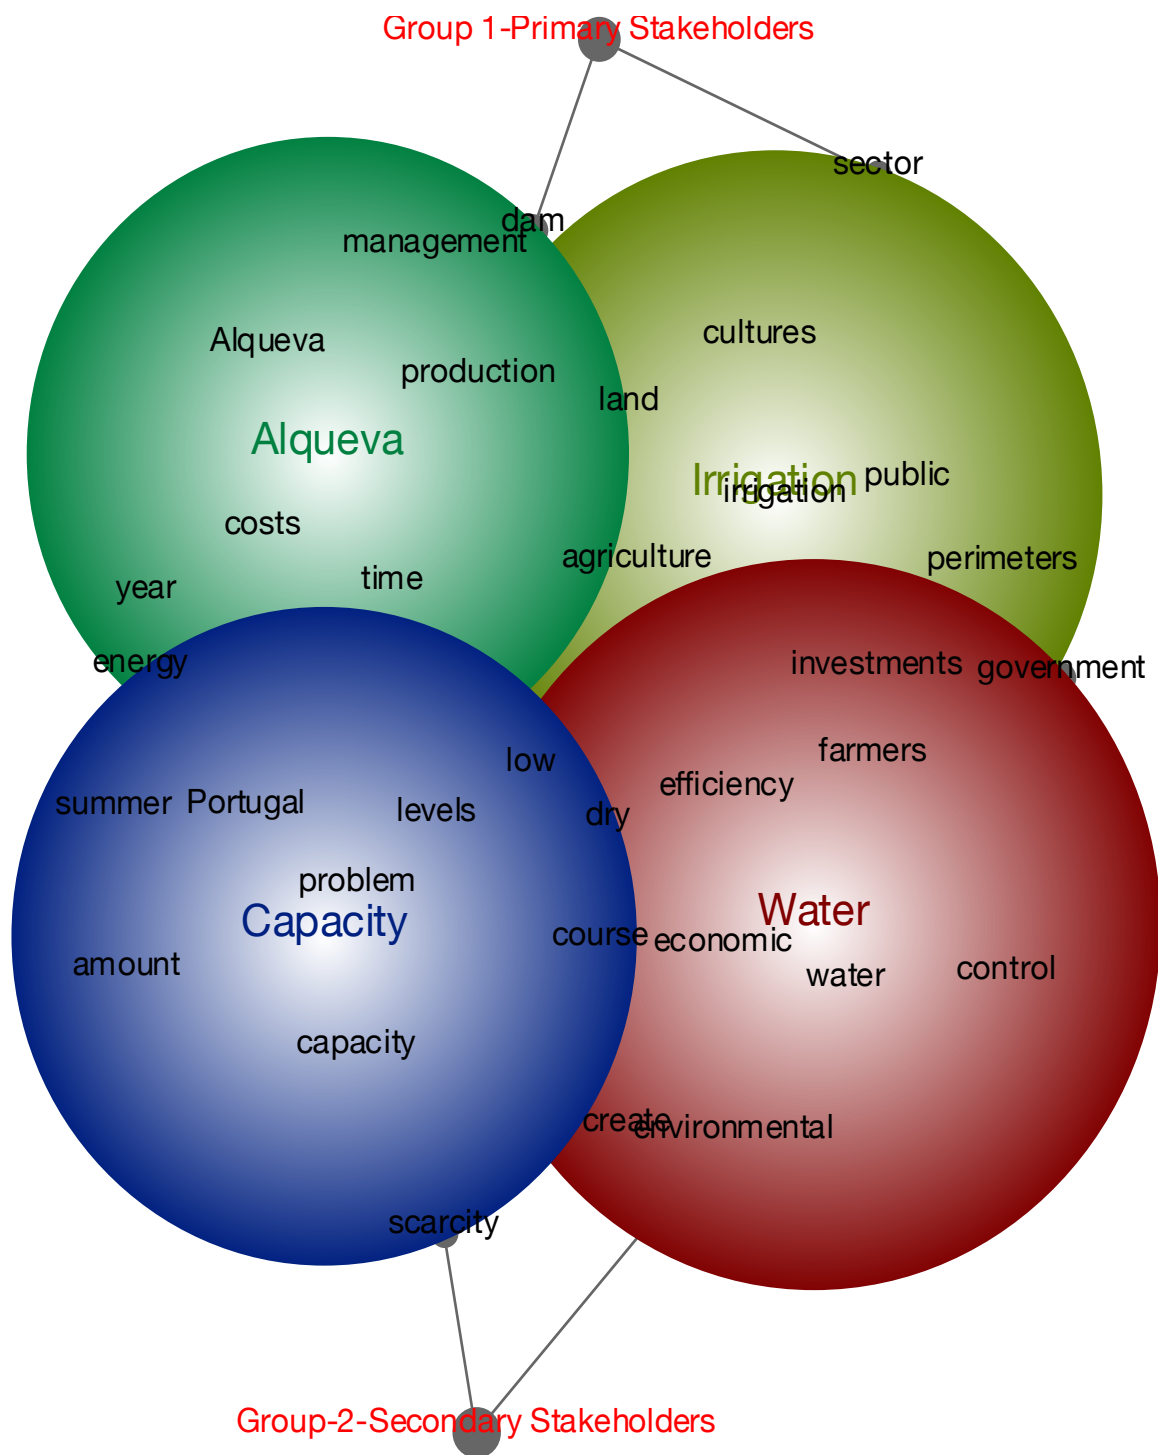 Group 1-Primary Stakeholders
sector
dam
management
cultures
Alqueva
production
land
Alqueva
Irrigation
public
irrigation
costs
agriculture
perimeters
time
year
energy
investments
government
low
farmers
efficiency
summer
Portugal
levels
dry
problem
Capacity
Water
course
economic
amount
water
control
capacity
create
environmental
scarcity
Group-2-Secondary Stakeholders